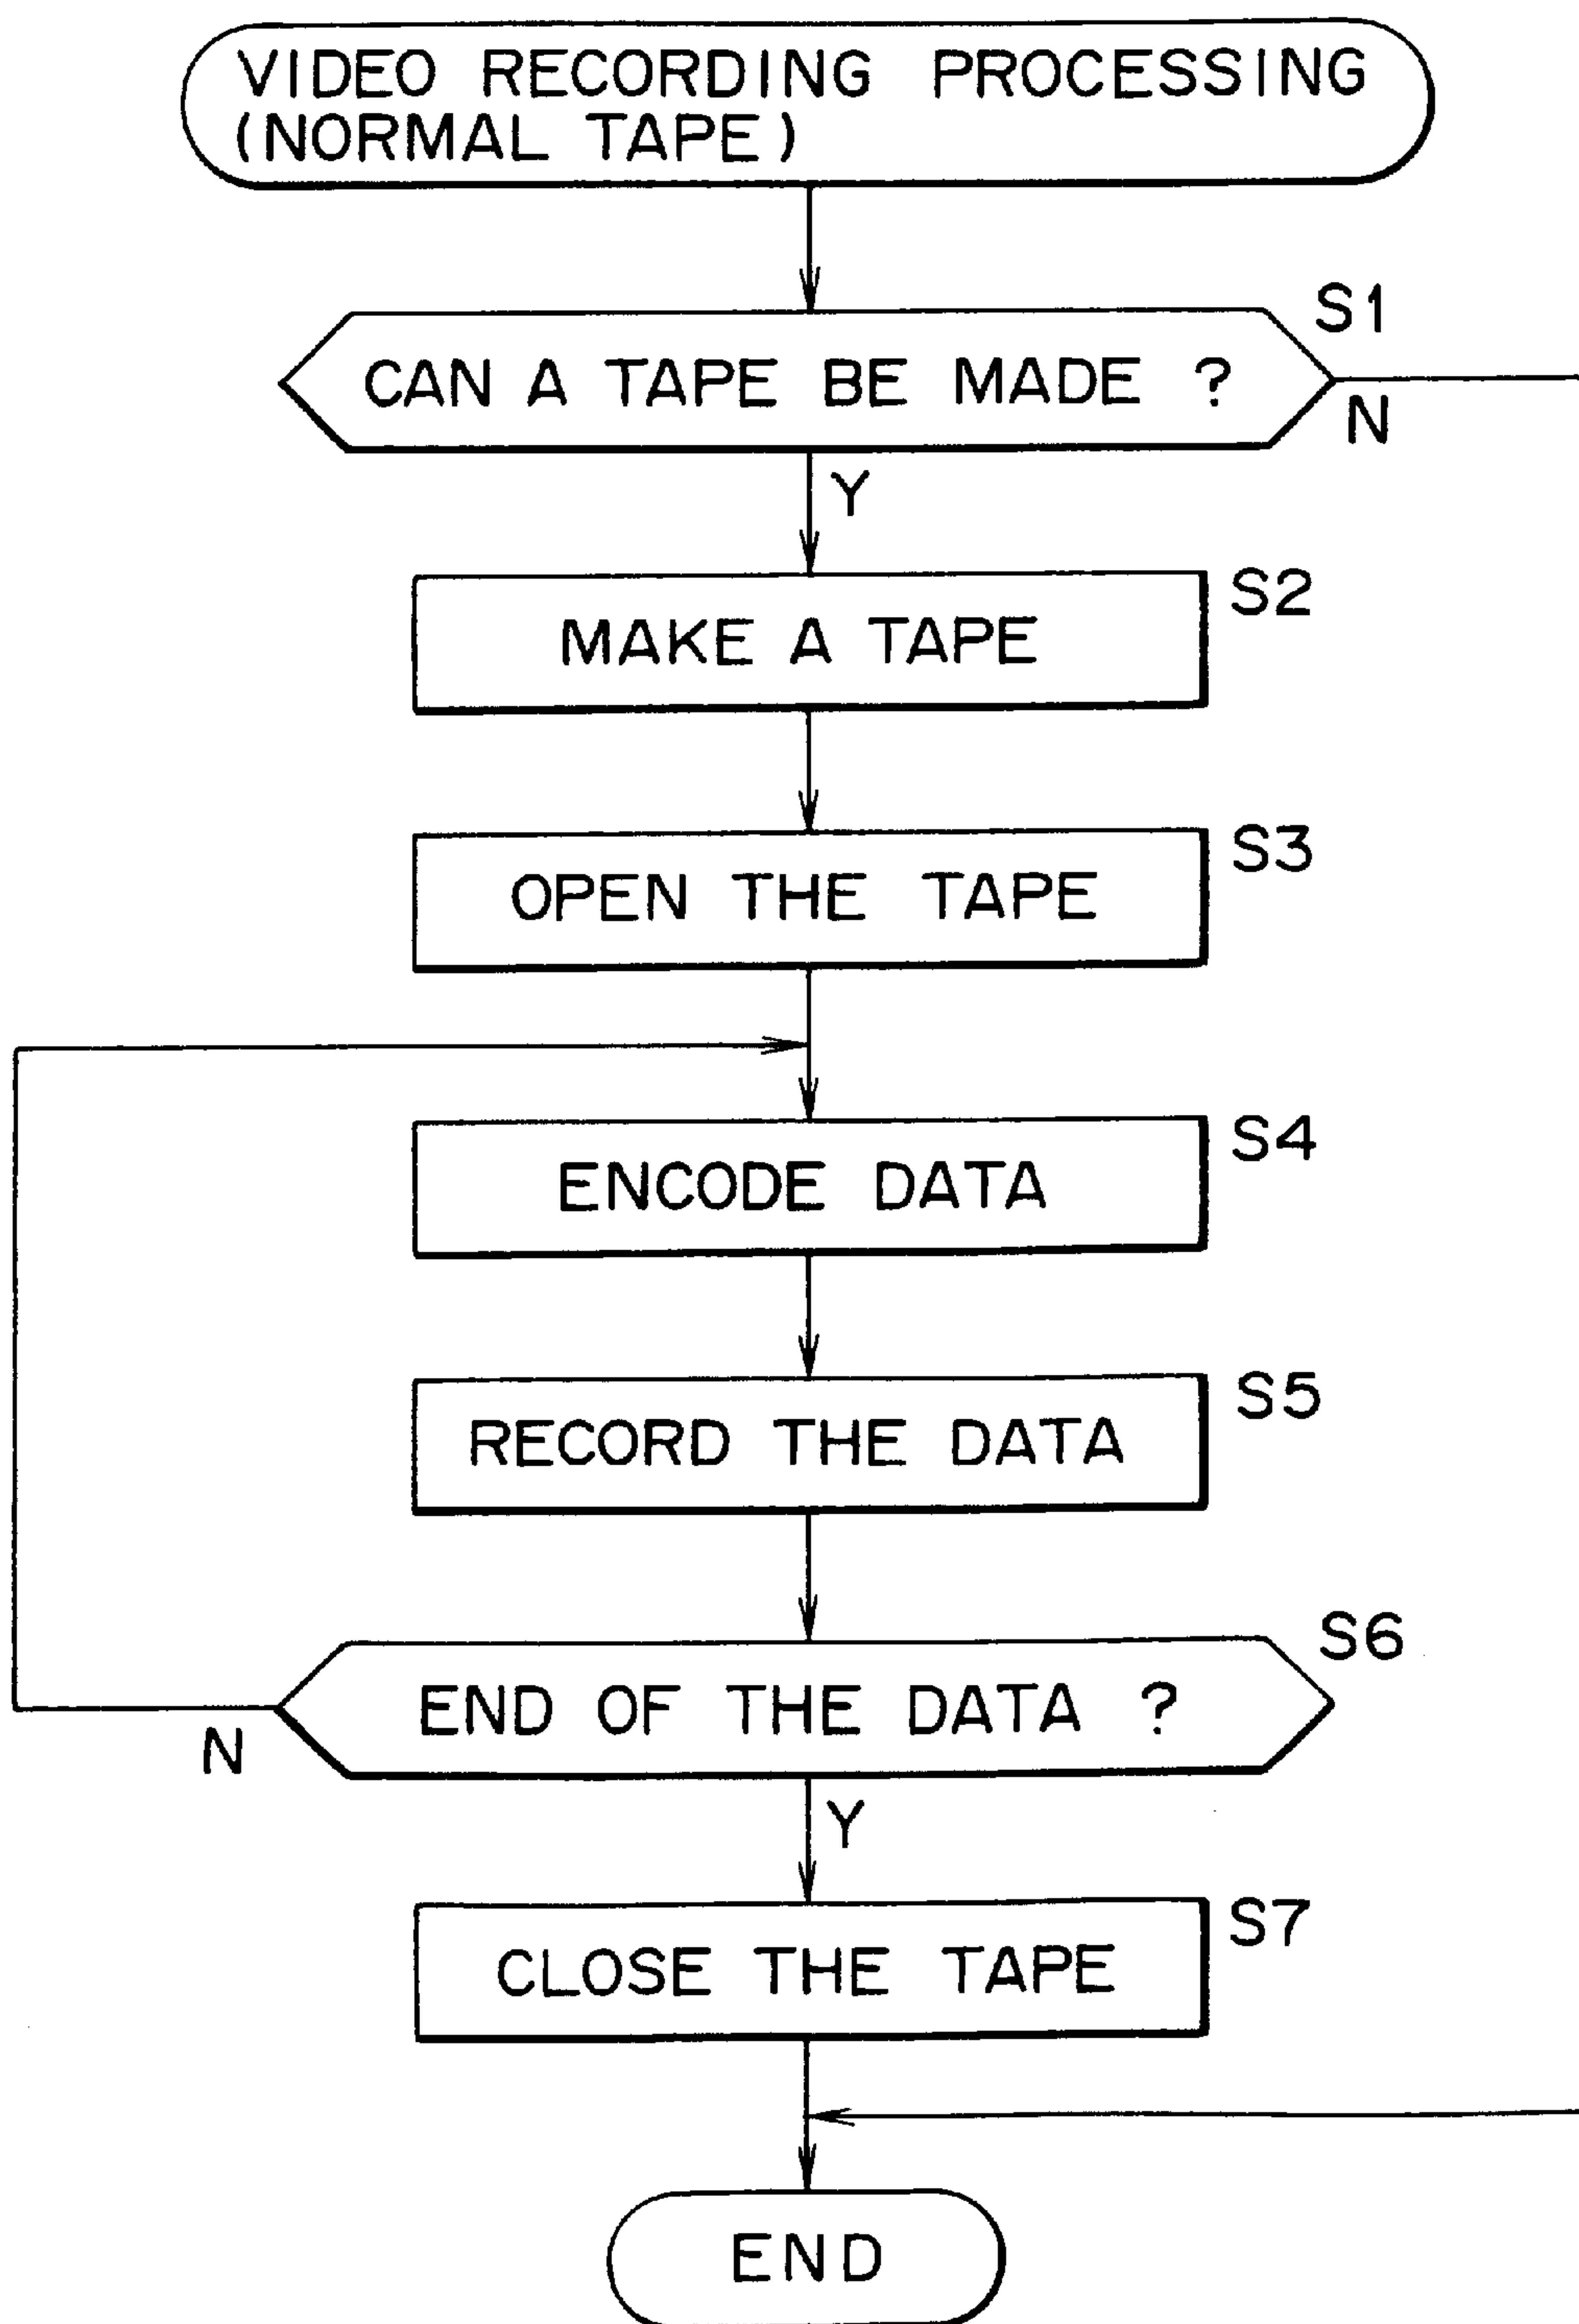 VIDEO RECORDING PROCESSING
(NORMAL TAPE)
S1
CAN A TAPE BE MADE ?
N
Y
S2
MAKE A TAPE
S3
OPEN THE TAPE
S4
ENCODE DATA
S5
RECORD THE DATA
S6
END OF THE DATA ?
N
Y
S7
CLOSE THE TAPE
END